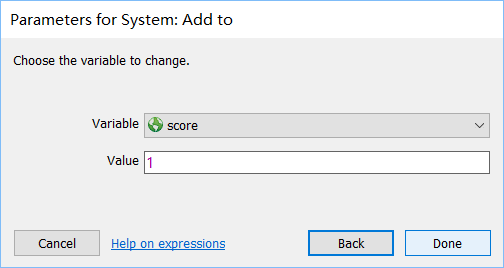 Parameters for System: Add to
Choose the variable to change.
Variable score
Value 1
Cancel Help on expressions Back Done